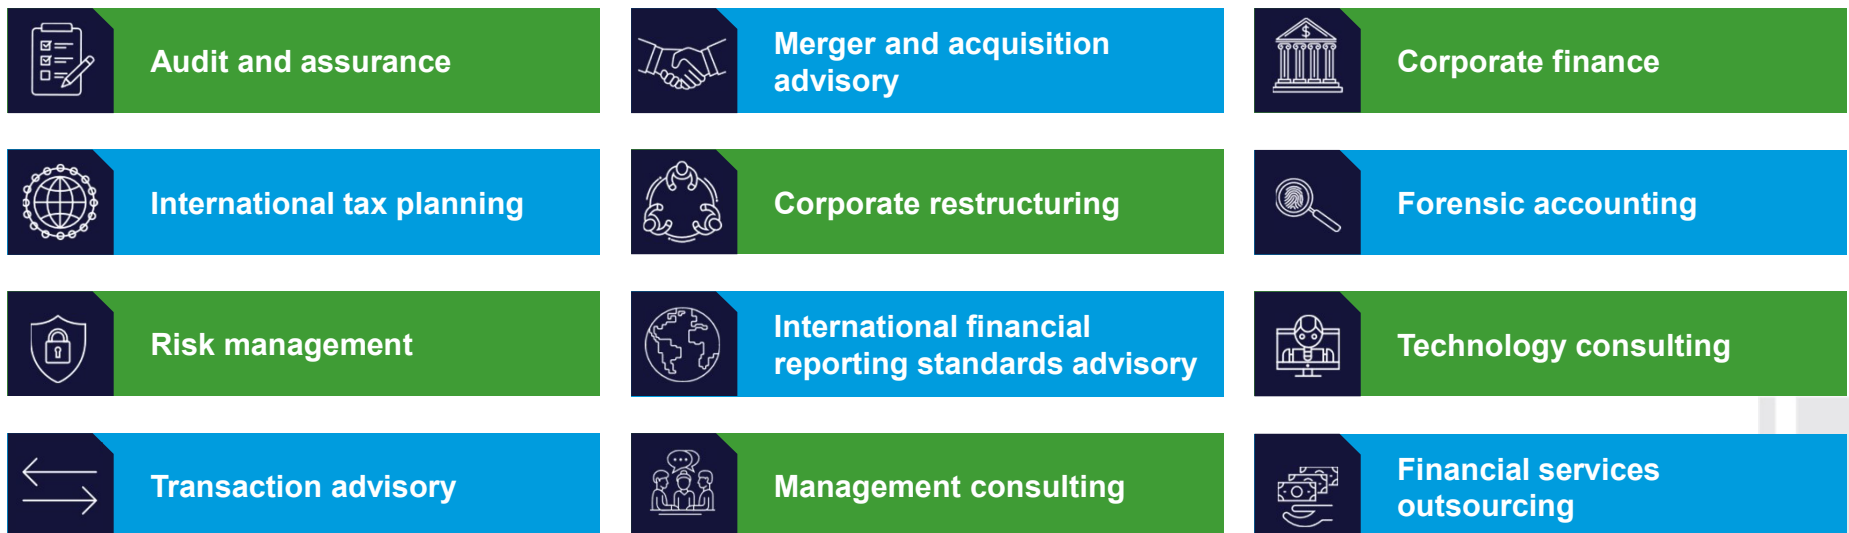 Audit and assurance
Merger and acquisition
advisory
Corporate finance
International tax planning
Corporate restructuring
Forensic accounting
Risk management
International financial
reporting standards advisory
Technology consulting
Transaction advisory
Management consulting
Financial services
outsourcing